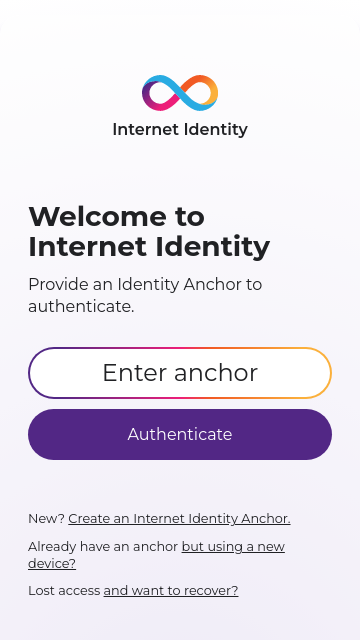 Internet Identity
Welcome to
Internet Identity
Provide an Identity Anchor to
authenticate.
Enter anchor
Authenticate
New? Create an Internet Identity Anchor.
Already have an anchor but using a new
device?
Lost access and want to recover?